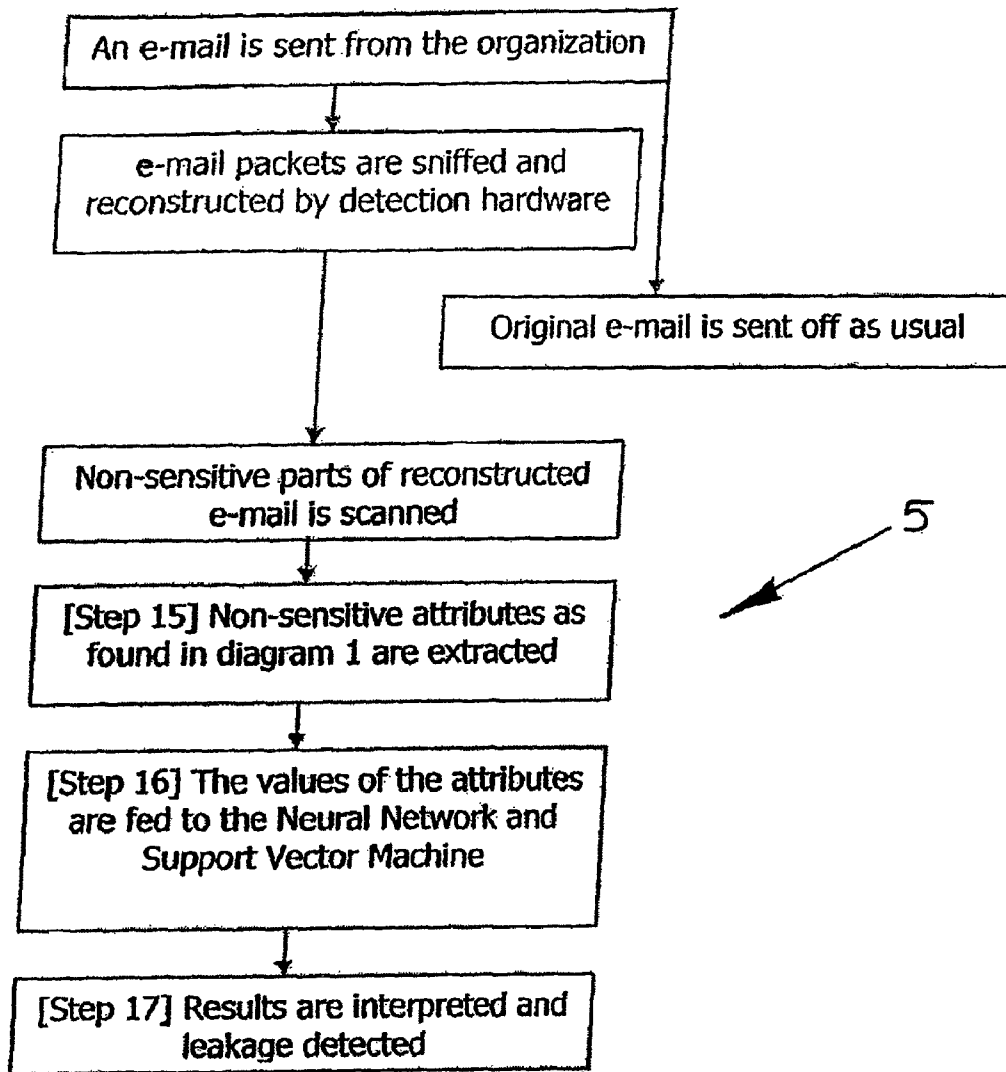 An e-mail is sent from the organization
e-mail packets are sniffed and
reconstructed by detection hardware
Original e-mail is sent off as usual
Non-sensitive parts of reconstructed
e-mail is scanned
5
[Step 15] Non-sensitive attributes as
found in diagram 1 are extracted
[Step 16] The values of the attributes
are fed to the Neural Network and
Support Vector Machine
[Step 17] Results are interpreted and
leakage detected